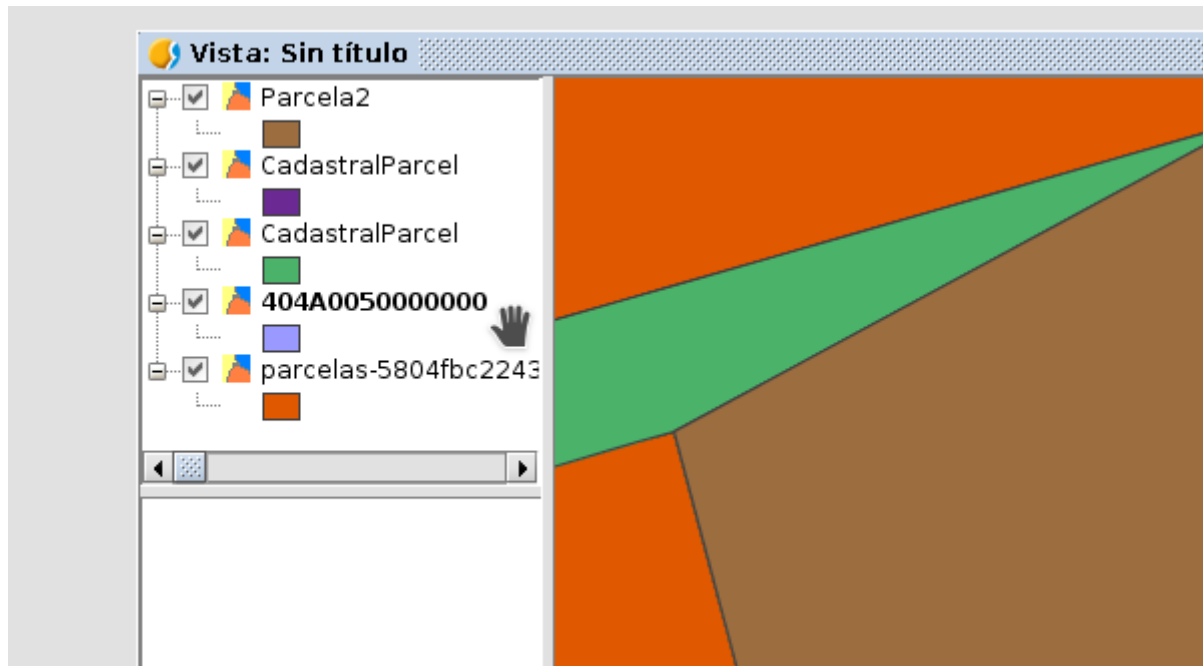 Vista: Sin título
Parcela2
CadastralParcel
CadastralParcel
404A0050000000
parcelas-5804fbc2243